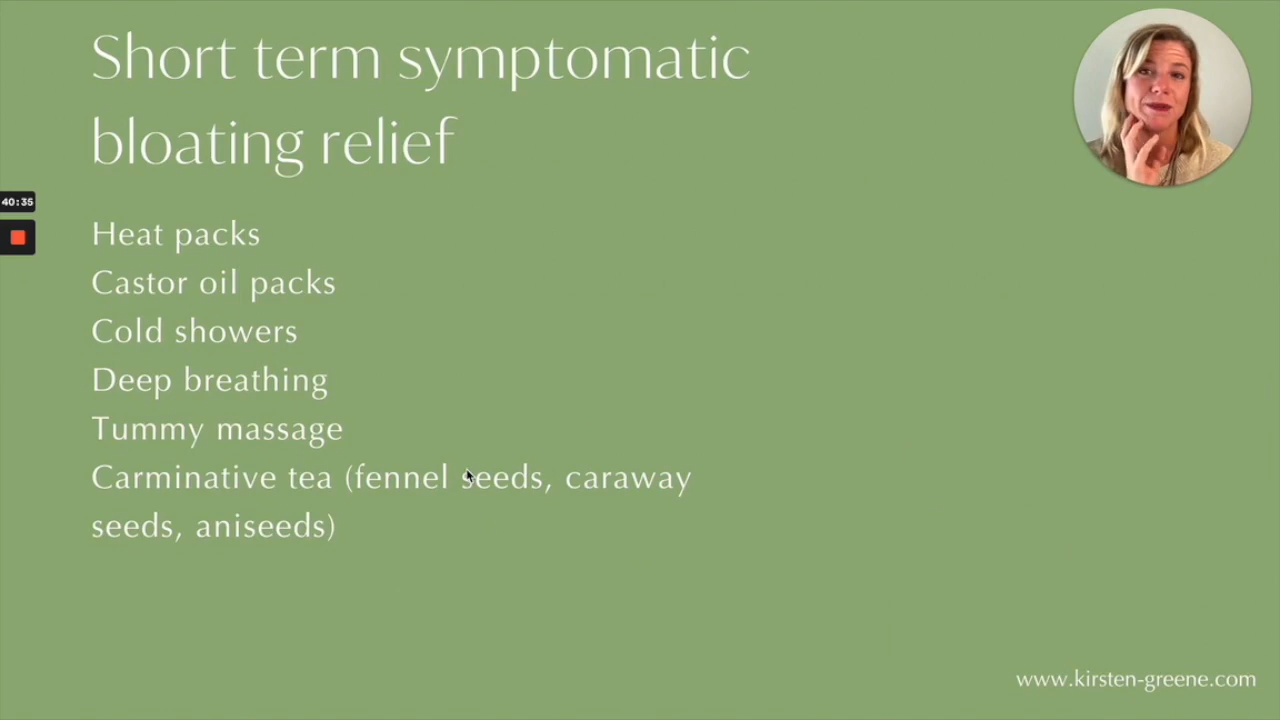 Short term symptomatic
bloating relief
40:35
Heat packs
Castor oil packs
Cold showers
Deep breathing
Tummy massage
Carminative tea (fennel seeds, caraway
seeds, aniseeds)
www.kirsten-greene.com